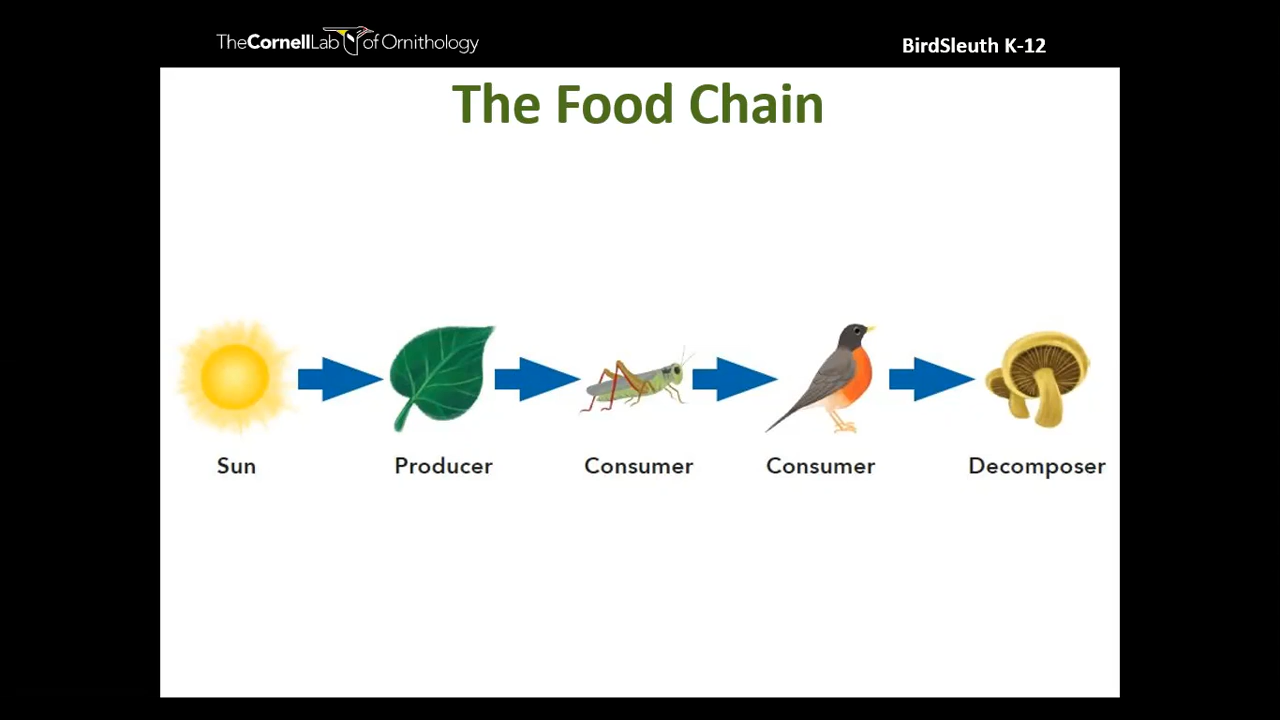 TheCornellLab of Ornithology
BirdSleuth K-12
The Food Chain
Sun
Producer
Consumer
Consumer
Decomposer